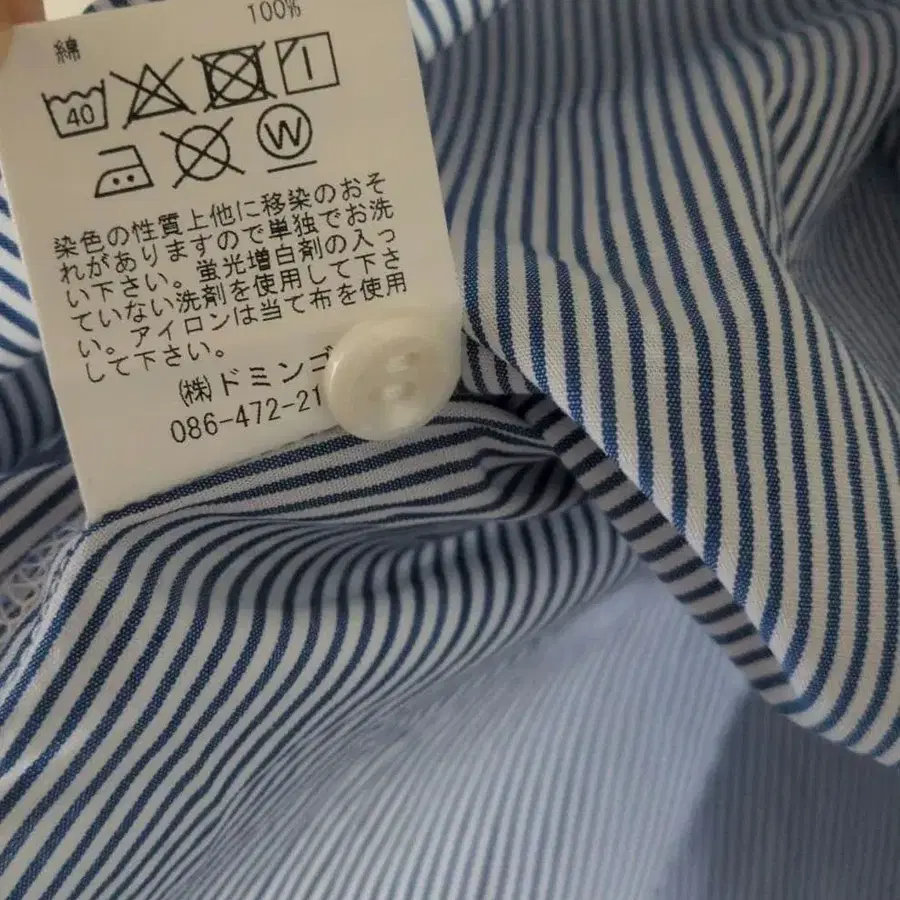 綿 100%
40
W
染色の性質上他に移染のおそ
れがありますので単独でお洗
い下さい。蛍光増白剤の入っ
ていない洗剤を使用して下さ
い。アイロンは当て布を使用
して下さい。
(株)ドミンゴ
086-472-21